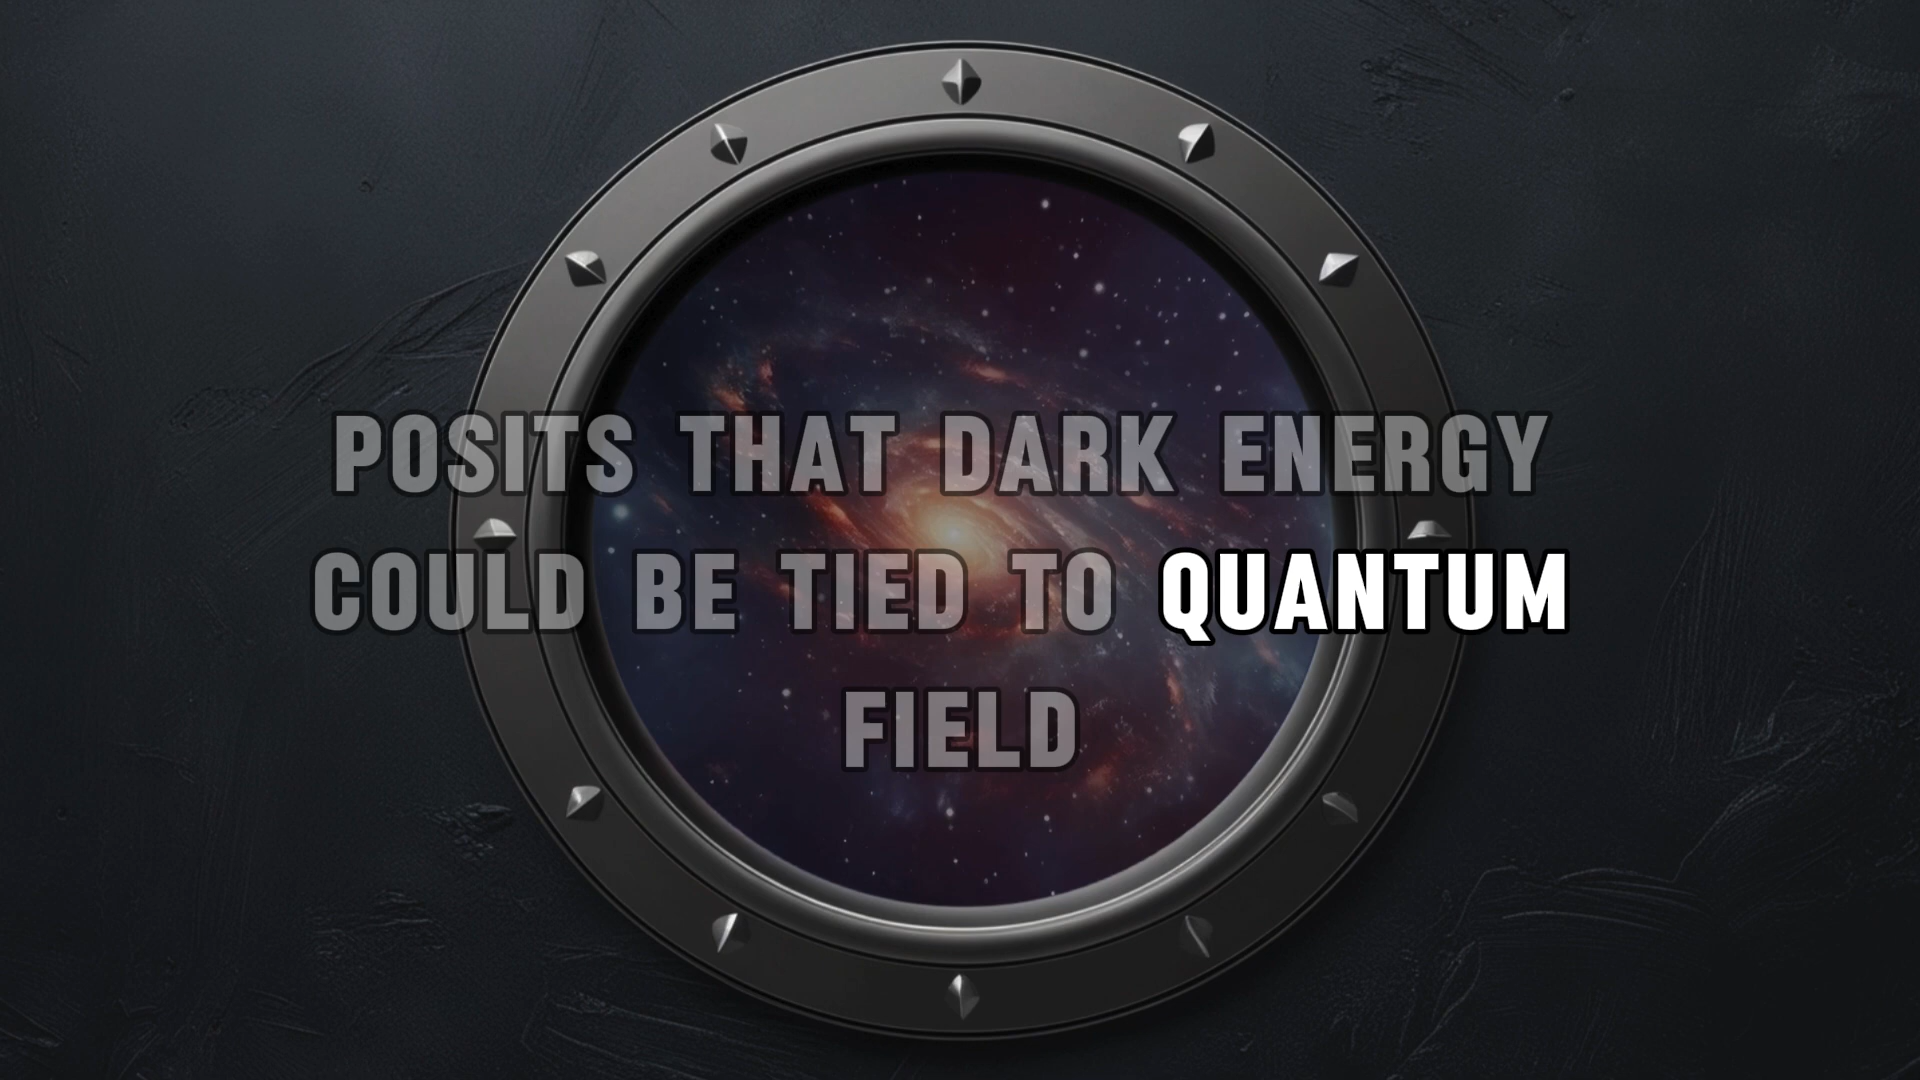 POSITS THAT DARK ENERGY
COULD BE TIED TO QUANTUM
FIELD